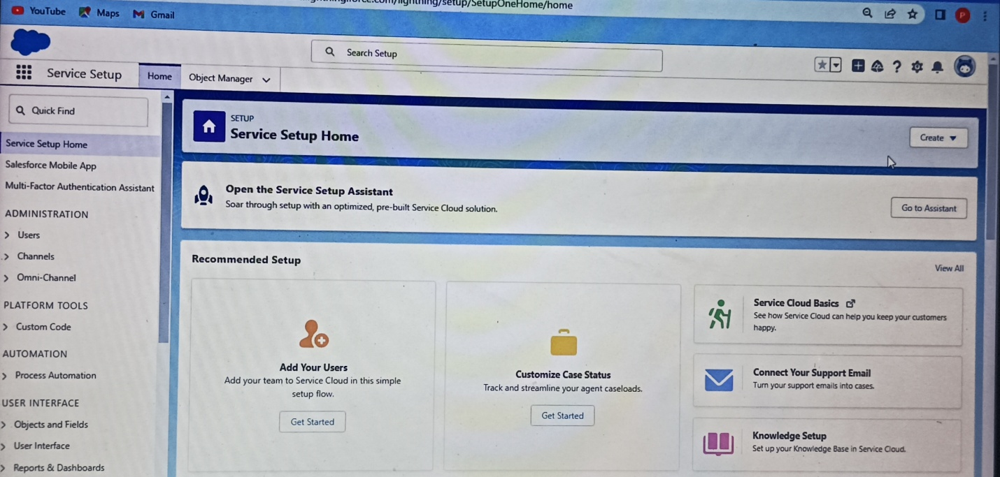 YouTube Maps Gmail
.com/lightning/setup/SetupOneHome/home
P
Search Setup
Service Setup Home Object Manager
Quick Find
Service Setup Home
Salesforce Mobile App
Multi-Factor Authentication Assistant
ADMINISTRATION
Users
Channels
Omni-Channel
PLATFORM TOOLS
Custom Code
AUTOMATION
Process Automation
USER INTERFACE
Objects and Fields
User Interface
Reports & Dashboards
SETUP
Service Setup Home
Create
Open the Service Setup Assistant
Soar through setup with an optimized, pre-built Service Cloud solution.
Go to Assistant
Recommended Setup
View All
Add Your Users
Add your team to Service Cloud in this simple
setup flow.
Get Started
Customize Case Status
Track and streamline your agent caseloads.
Get Started
Service Cloud Basics
See how Service Cloud can help you keep your customers
happy.
Connect Your Support Email
Turn your support emails into cases.
Knowledge Setup
Set up your Knowledge Base in Service Cloud.